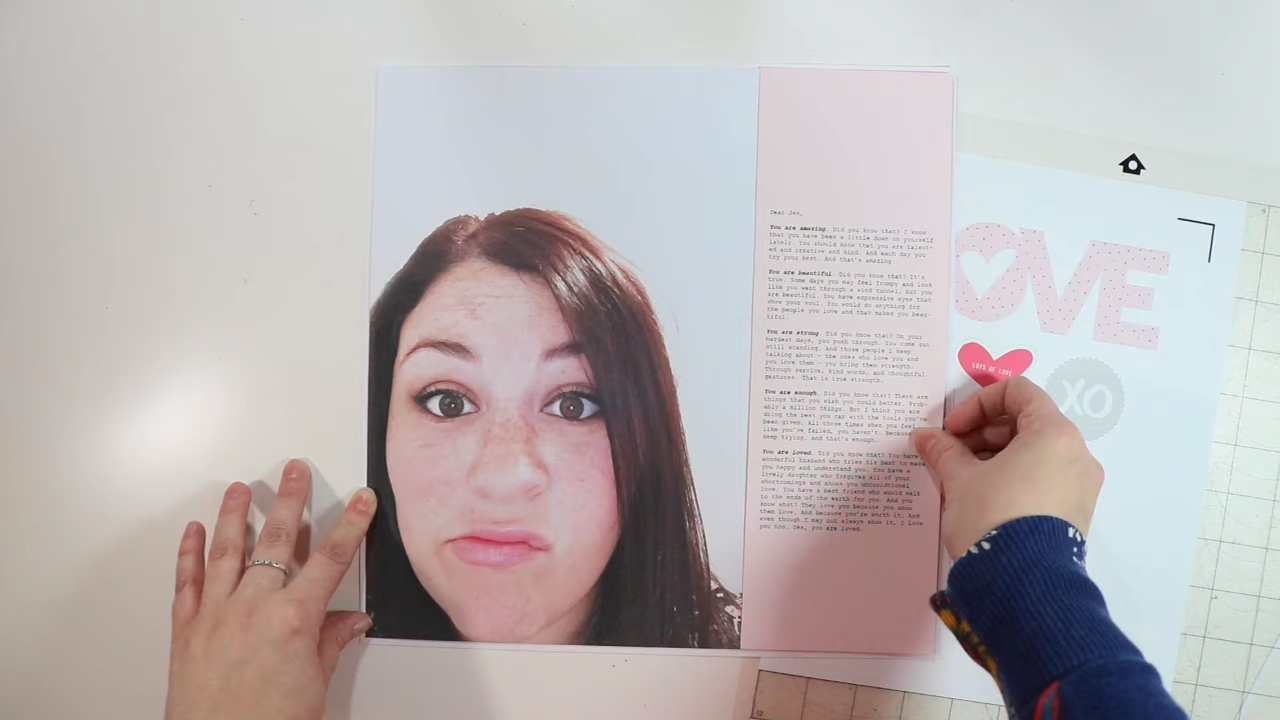 Dear Jen,
You are amazing. Did you know that? I know
that you have been a little down on yourself
lately. You should know that you are talent-
ed and creative and kind. And each day you
try your best. And that's amazing.
You are beautiful. Did you know that? It's
true. Some days you may feel frumpy and look
like you went through a wind tunnel, but you
are beautiful. You have expressive eyes that
show your soul. You would do anything for
the people you love and that makes you beau-
tiful.
You are strong. Did you know that? On your
hardest days, you push through. You come out
still standing. And those people I keep
talking about - the ones who love you and
you love them - you bring them strength.
Through service, kind words, and thoughtful
gestures. That is true strength.
You are enough. Did you know that? There are
things that you wish you could better. Prob-
ably a million things. But I think you are
doing the best you can with the tools you've
been given. All those times when you feel
like you've failed, you haven't. Because
keep trying, and that's enough.
You are loved. Did you know that? You have
wonderful husband who tries his best to make
you happy and understand you. You have a
lovely daughter who forgives all of your
shortcomings and shows you unconditional
love. You have a best friend who would walk
to the ends of the earth for you. And you
know what? They love you because you show
them love. And because you're worth it. And
even though I may not always show it, I love
you too. Yes, you are loved.
OVE
LOTS OF LOVE
XO